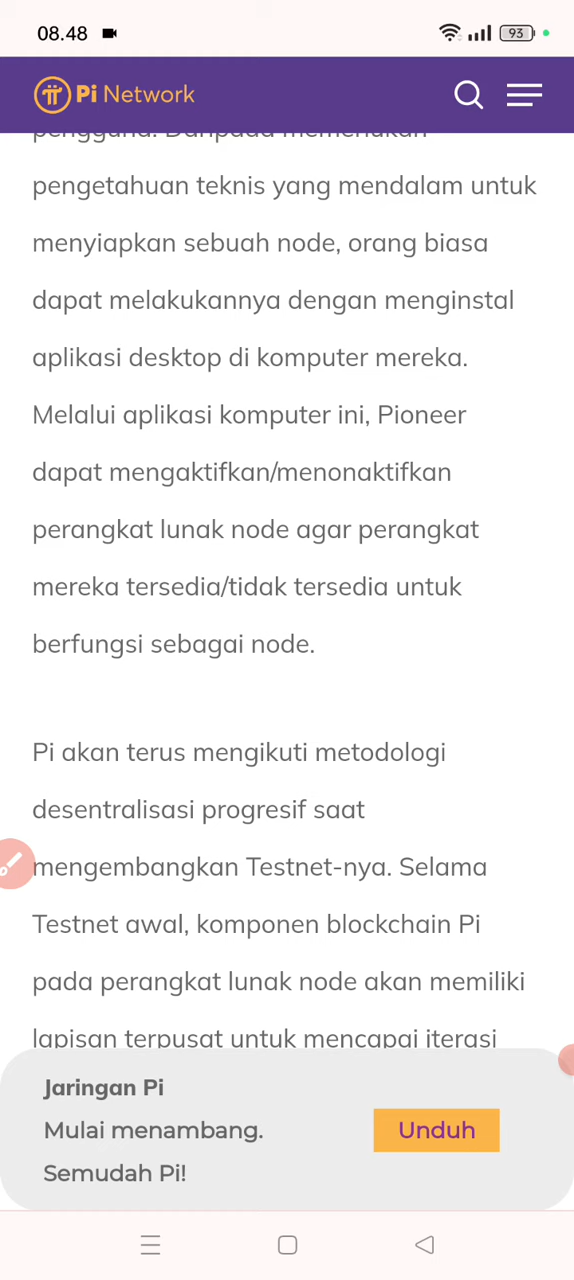 08.48
93
Pi Network
pengguna. Daripada memerlukan
pengetahuan teknis yang mendalam untuk
menyiapkan sebuah node, orang biasa
dapat melakukannya dengan menginstal
aplikasi desktop di komputer mereka.
Melalui aplikasi komputer ini, Pioneer
dapat mengaktifkan/menonaktifkan
perangkat lunak node agar perangkat
mereka tersedia/tidak tersedia untuk
berfungsi sebagai node.
Pi akan terus mengikuti metodologi
desentralisasi progresif saat
mengembangkan Testnet-nya. Selama
Testnet awal, komponen blockchain Pi
pada perangkat lunak node akan memiliki
lapisan terpusat untuk mencapai iterasi
Jaringan Pi
Mulai menambang.
Semudah Pi!
Unduh